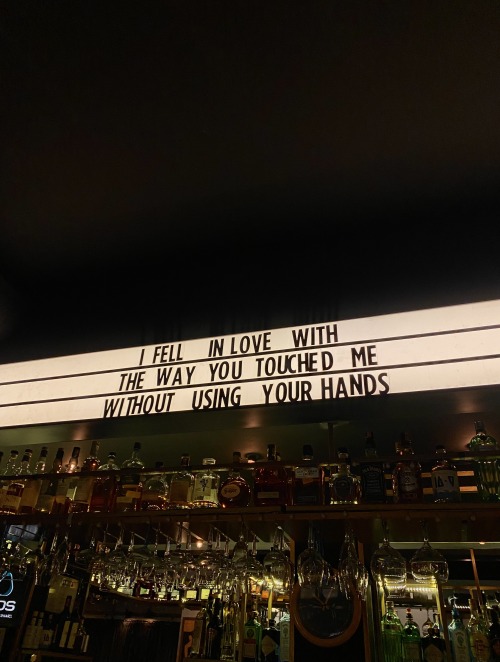 I FELL IN LOVE WITH
THE WAY YOU TOUCHED ME
WITHOUT USING YOUR HANDS